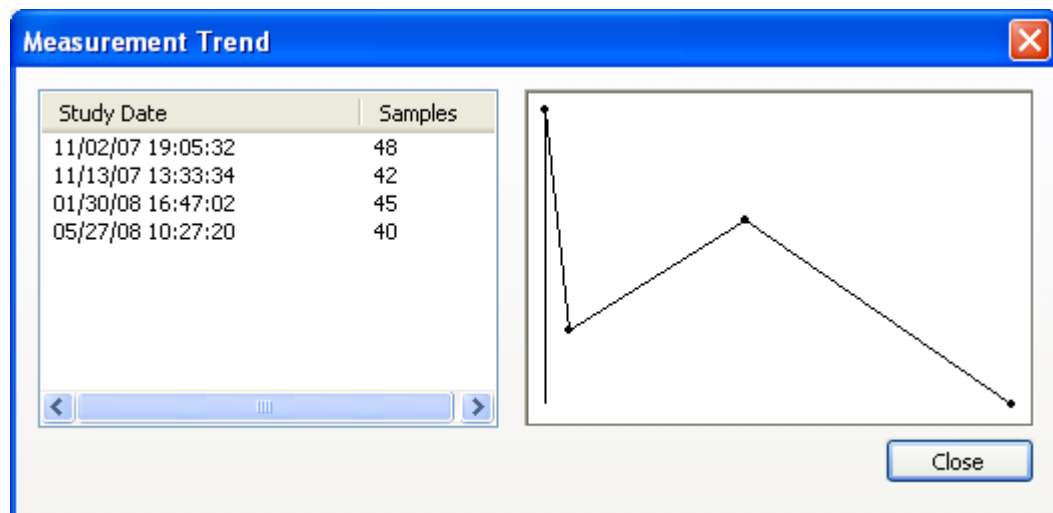 Measurement Trend
Study Date Samples
11/02/07 19:05:32 48
11/13/07 13:33:34 42
01/30/08 16:47:02 45
05/27/08 10:27:20 40
Close